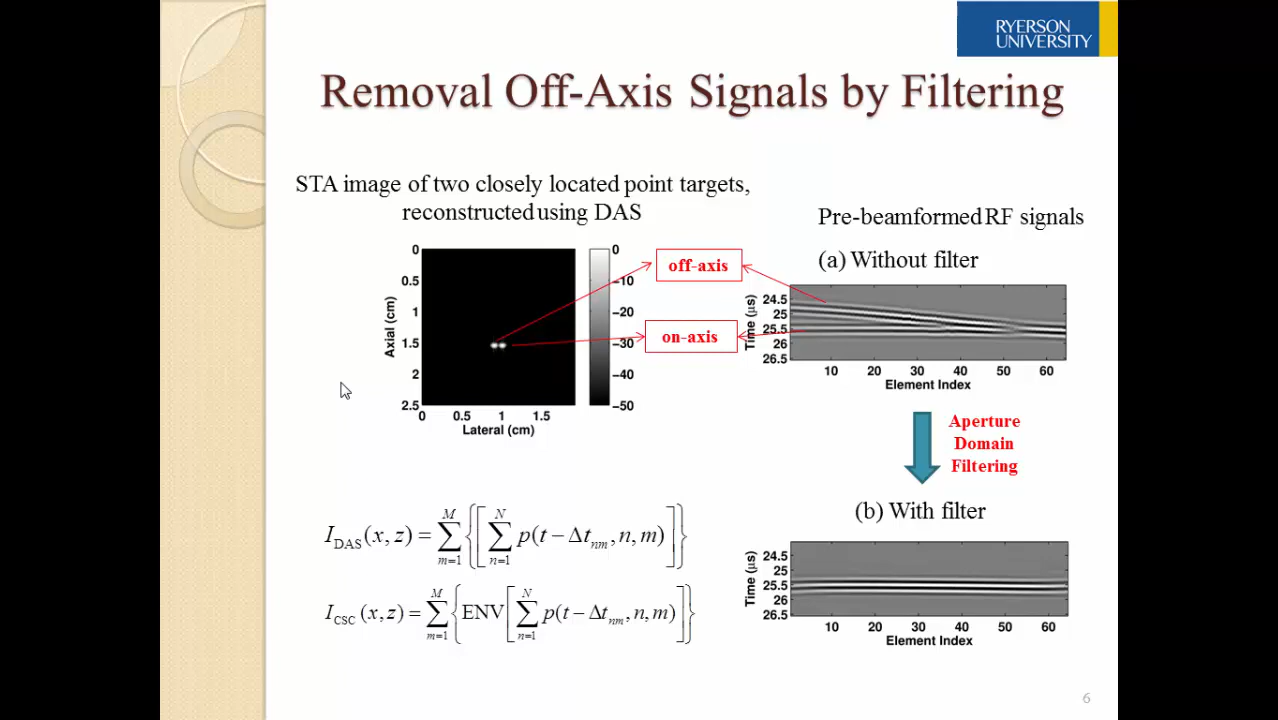 RYERSON
UNIVERSITY
Removal Off-Axis Signals by Filtering
STA image of two closely located point targets,
reconstructed using DAS
0
0.5
1
1.5
2
2.5
Axial (cm)
0 0.5 1 1.5
Lateral (cm)
0
−10
−20
−30
−40
−50
off-axis
on-axis
Pre-beamformed RF signals
(a) Without filter
24.5
25
25.5
26
26.5
Time (μs)
10 20 30 40 50 60
Element Index
Aperture
Domain
Filtering
(b) With filter
24.5
25
25.5
26
26.5
Time (μs)
10 20 30 40 50 60
Element Index
I_DAS(x, z) = ∑_{m=1}^{M} { [ ∑_{n=1}^{N} p(t − Δt_nm, n, m) ] }
I_CSC(x, z) = ∑_{m=1}^{M} { ENV [ ∑_{n=1}^{N} p(t − Δt_nm, n, m) ] }
6